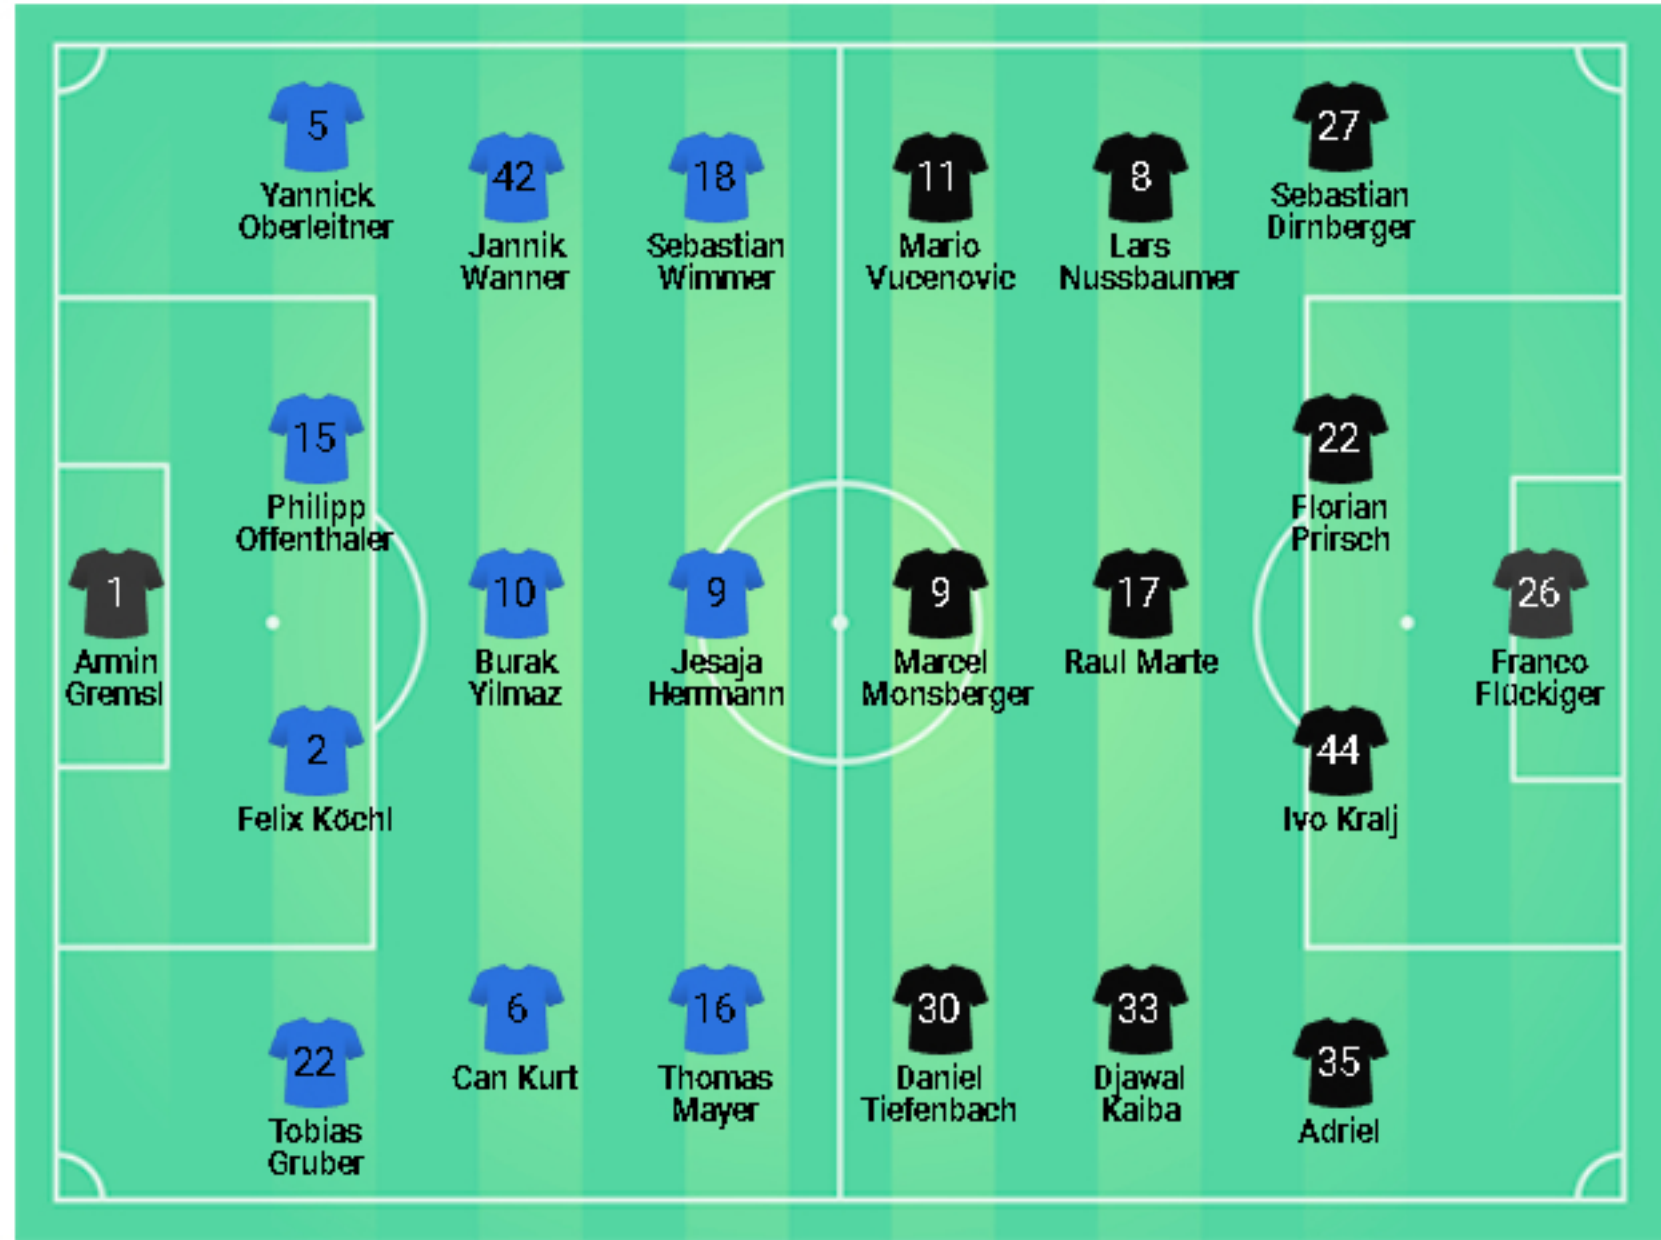 5
Yannick
Oberleitner
42
Jannik
Wanner
18
Sebastian
Wimmer
11
Mario
Vucenovic
8
Lars
Nussbaumer
27
Sebastian
Dirnberger
15
Philipp
Offenthaler
22
Florian
Prirsch
1
Armin
Gremsl
10
Burak
Yilmaz
9
Jesaja
Herrmann
9
Marcel
Monsberger
17
Raul Marte
26
Franco
Flückiger
2
Felix Köchl
44
Ivo Kralj
22
Tobias
Gruber
6
Can Kurt
16
Thomas
Mayer
30
Daniel
Tiefenbach
33
Djawal
Kaiba
35
Adriel